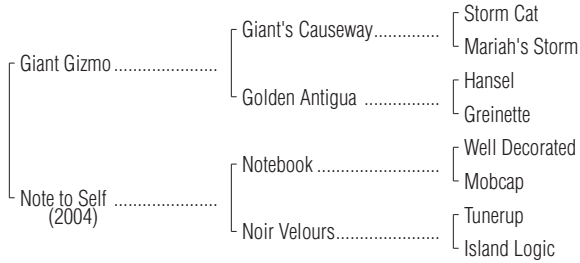 Storm Cat
Giant's Causeway...............
Mariah's Storm
Giant Gizmo ......................
Hansel
Golden Antigua .................
Greinette
Well Decorated
Notebook ...........................
Mobcap
Note to Self ......................
(2004)
Tunerup
Noir Velours.......................
Island Logic